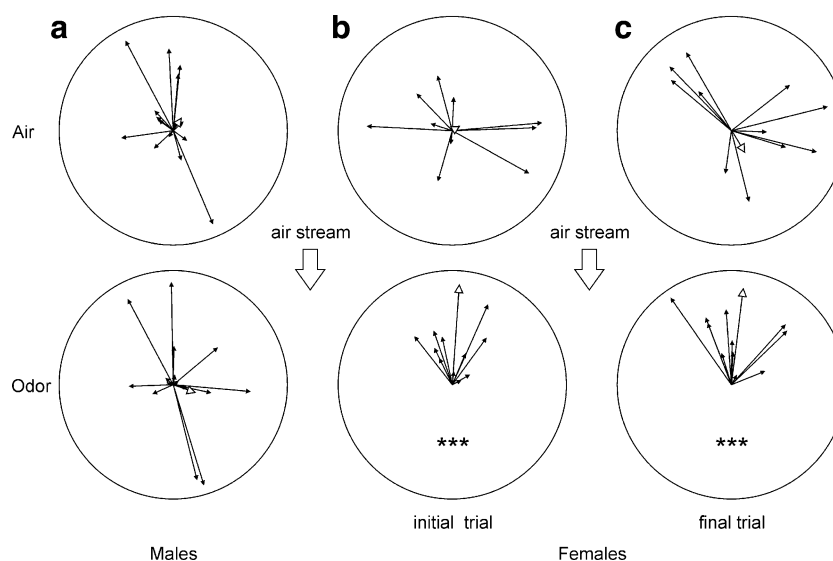 a b c
Air
air stream air stream
Odor
*** ***
initial trial final trial
Males Females